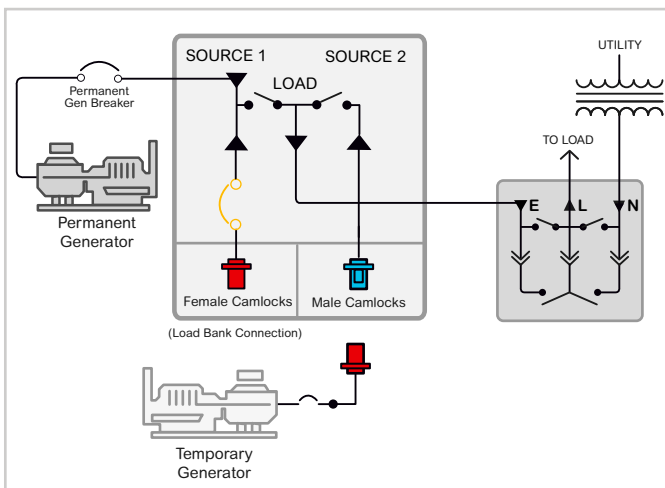 SOURCE 1
SOURCE 2
UTILITY
Permanent
Gen Breaker
LOAD
TO LOAD
E
L
N
Permanent
Generator
Female Camlocks
Male Camlocks
(Load Bank Connection)
Temporary
Generator